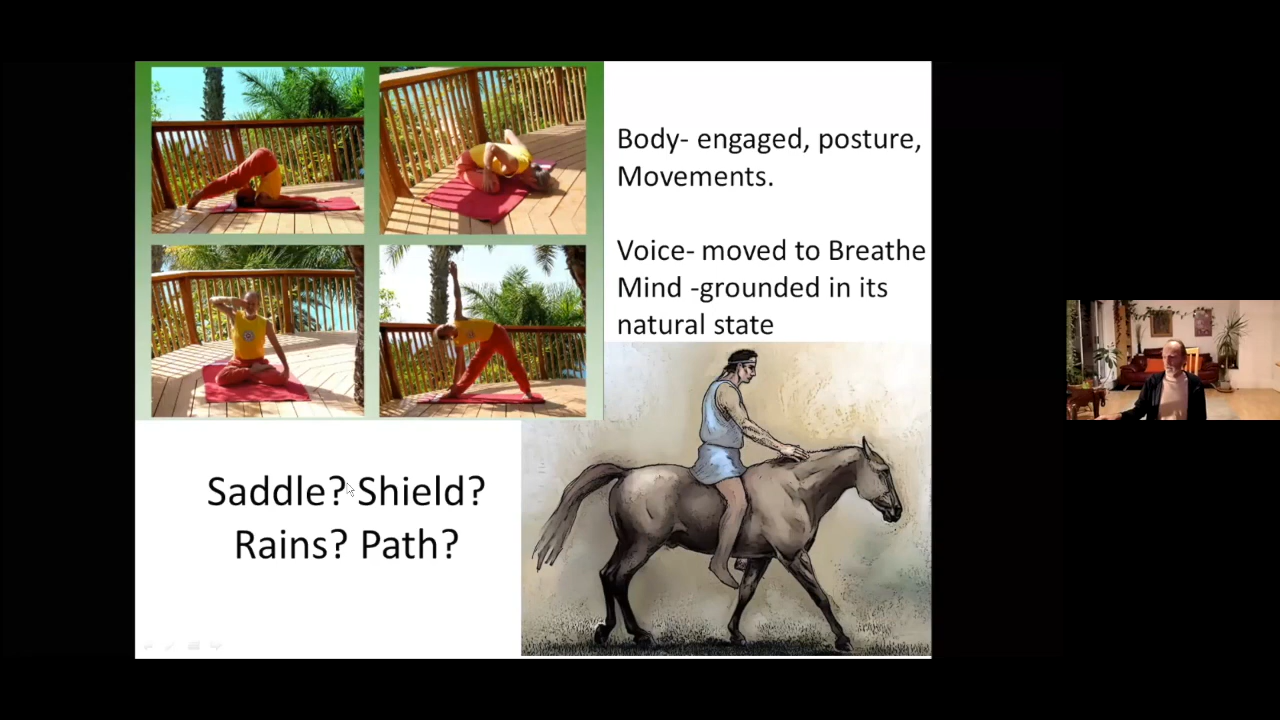 Body- engaged, posture,
Movements.
Voice- moved to Breathe
Mind -grounded in its
natural state
Saddle? Shield?
Rains? Path?